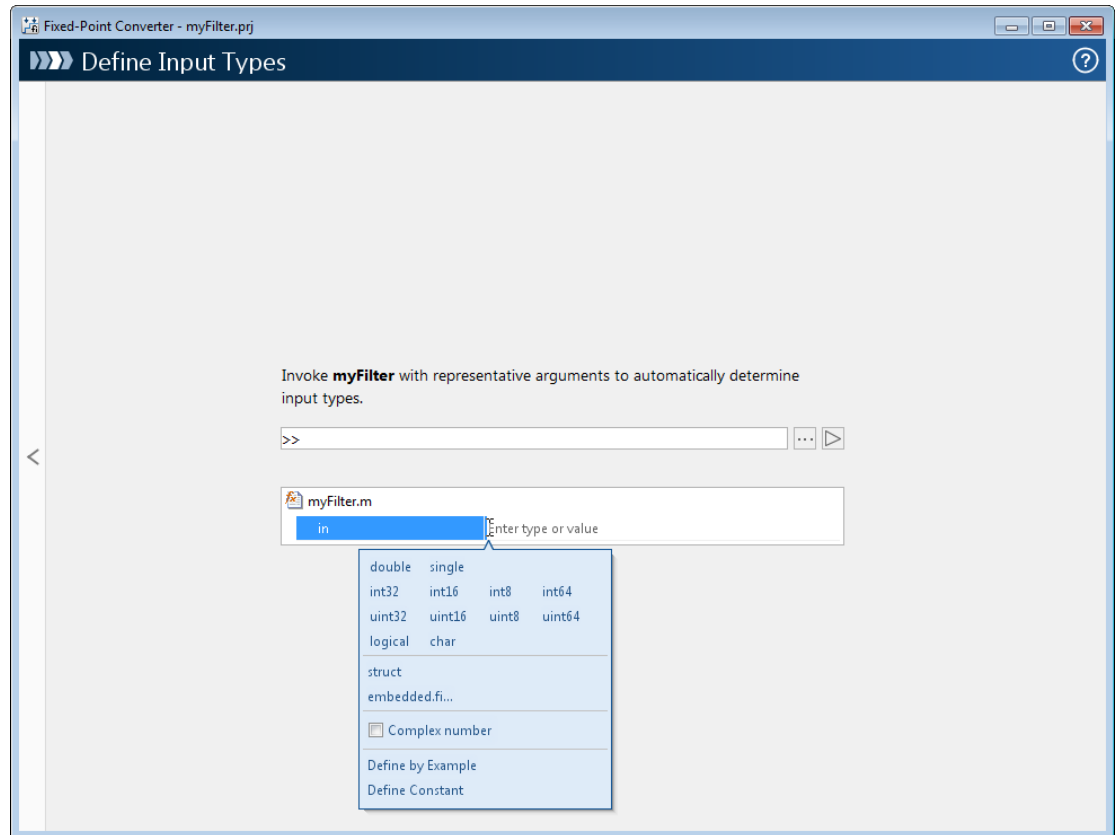 Fixed-Point Converter - myFilter.prj
Define Input Types
Invoke myFilter with representative arguments to automatically determine
input types.
>>
...
myFilter.m
in Enter type or value
double single
int32 int16 int8 int64
uint32 uint16 uint8 uint64
logical char
struct
embedded.fi...
Complex number
Define by Example
Define Constant